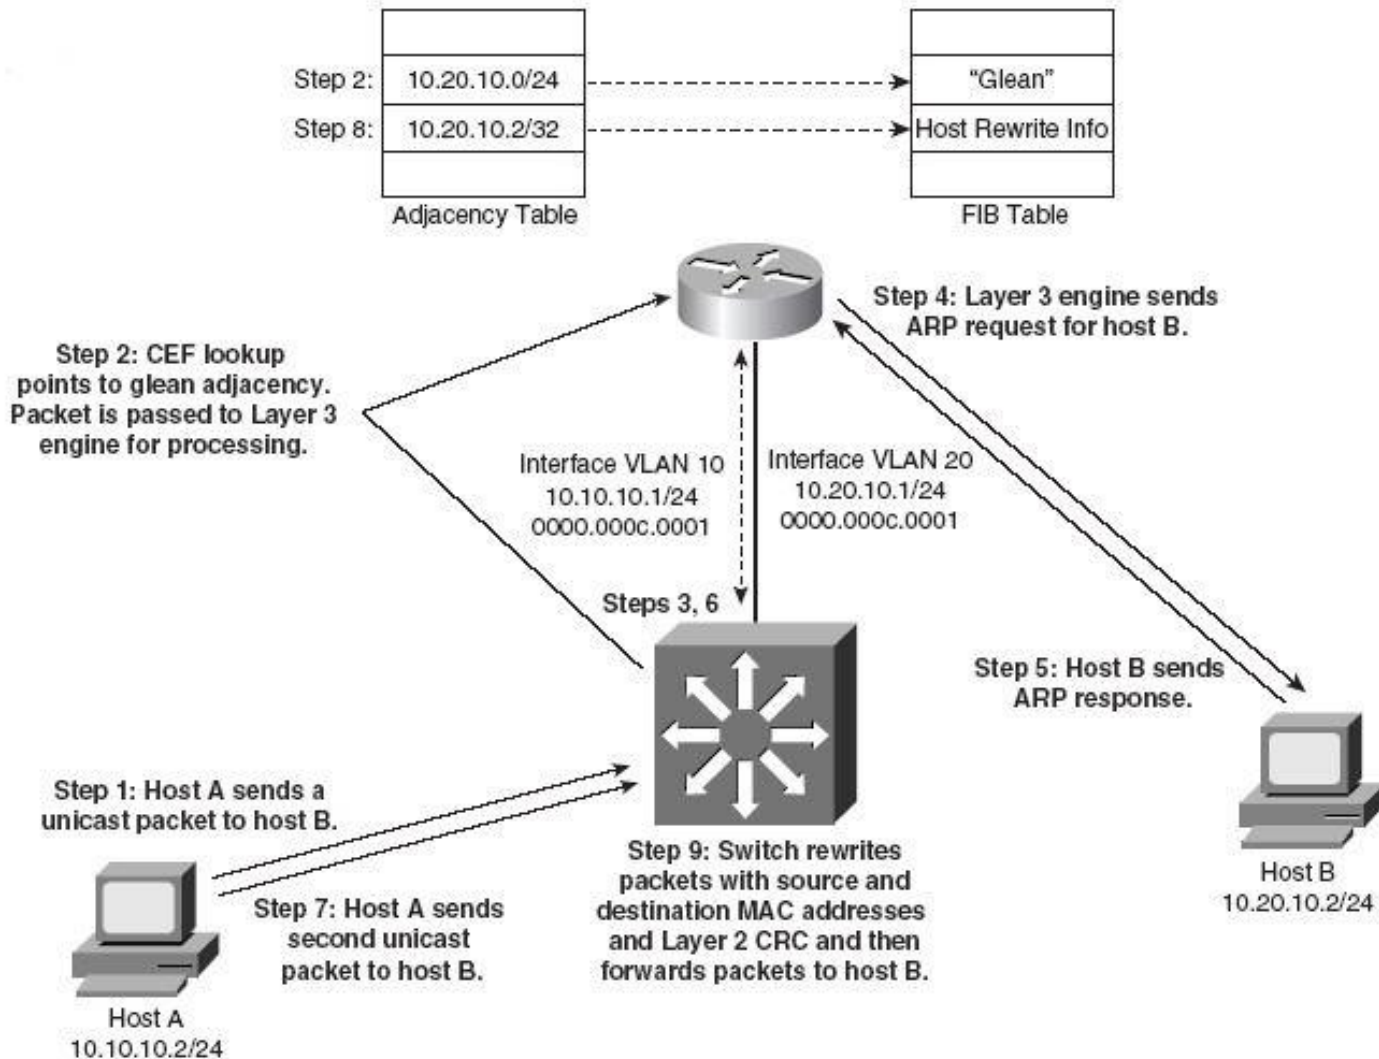 Step 2:
10.20.10.0/24
"Glean"
Step 8:
10.20.10.2/32
Host Rewrite Info
Adjacency Table
FIB Table
Step 4: Layer 3 engine sends
ARP request for host B.
Step 2: CEF lookup
points to glean adjacency.
Packet is passed to Layer 3
engine for processing.
Interface VLAN 10
10.10.10.1/24
0000.000c.0001
Interface VLAN 20
10.20.10.1/24
0000.000c.0001
Steps 3, 6
Step 5: Host B sends
ARP response.
Step 1: Host A sends a
unicast packet to host B.
Step 7: Host A sends
second unicast
packet to host B.
Step 9: Switch rewrites
packets with source and
destination MAC addresses
and Layer 2 CRC and then
forwards packets to host B.
Host B
10.20.10.2/24
Host A
10.10.10.2/24